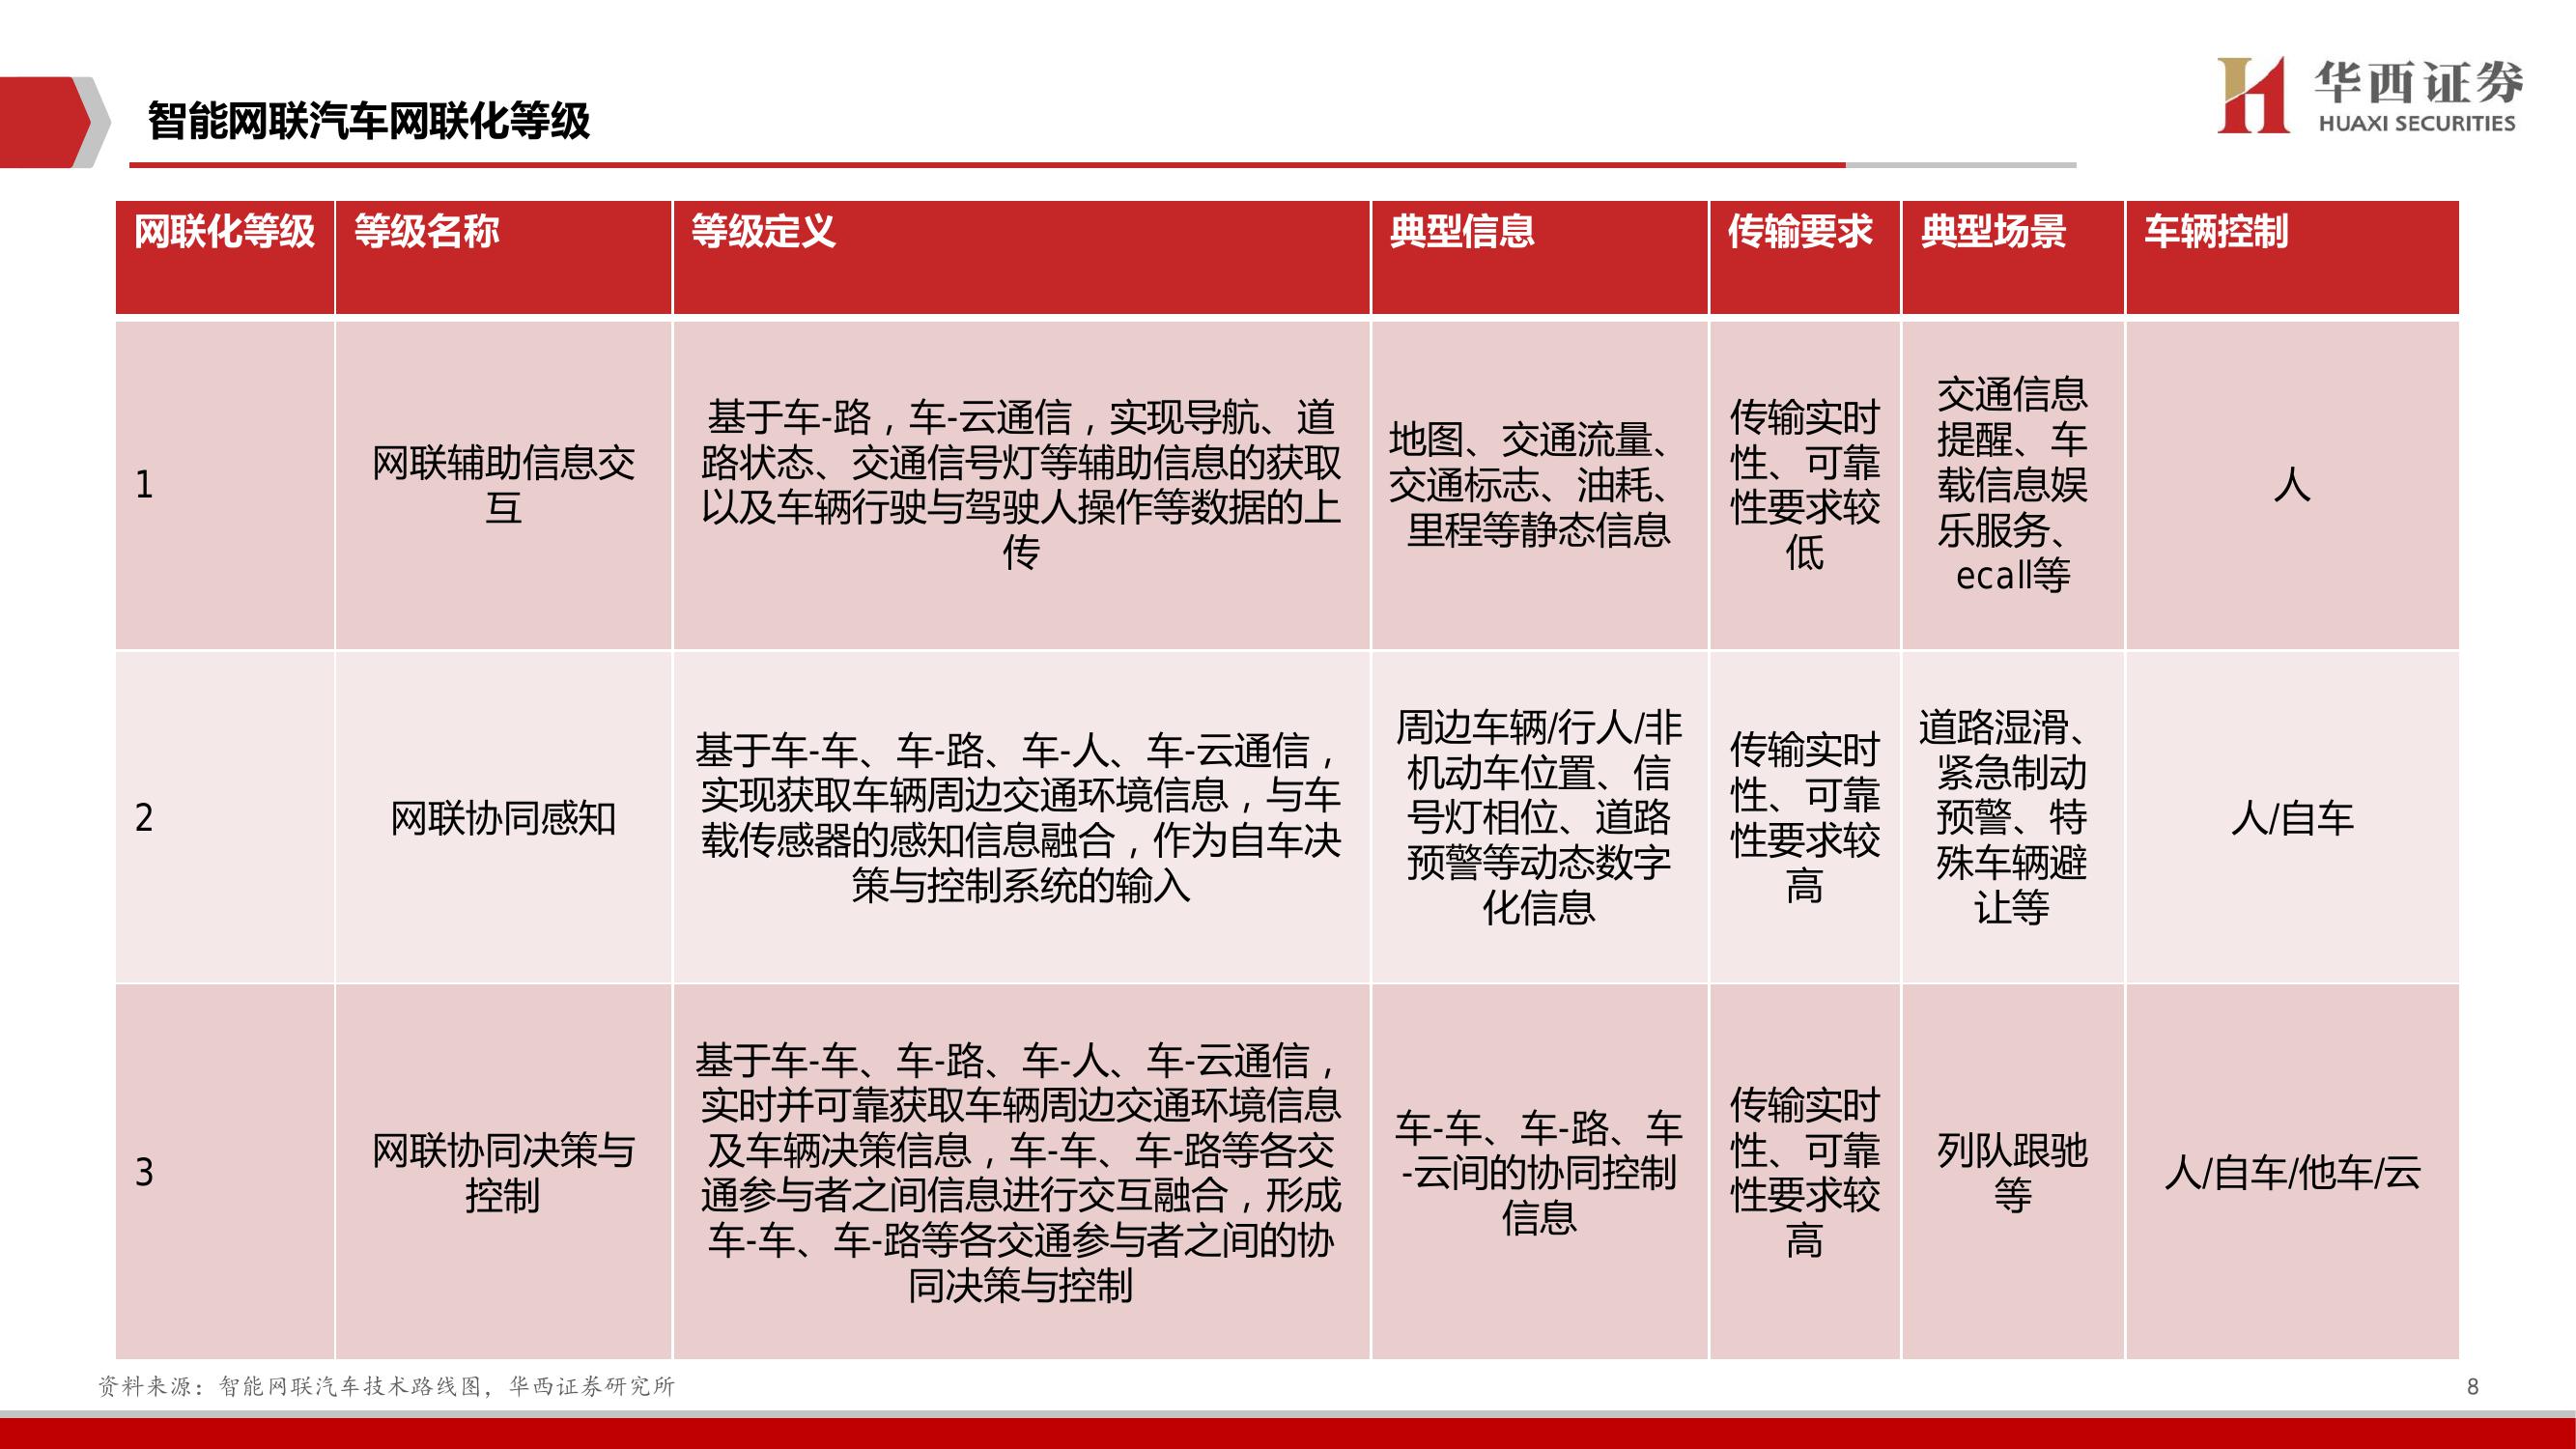 智能网联汽车网联化等级
华西证券
HUAXI SECURITIES
网联化等级
等级名称
等级定义
典型信息
传输要求
典型场景
车辆控制
1
网联辅助信息交
互
基于车-路，车-云通信，实现导航、道
路状态、交通信号灯等辅助信息的获取
以及车辆行驶与驾驶人操作等数据的上
传
地图、交通流量、
交通标志、油耗、
里程等静态信息
传输实时
性、可靠
性要求较
低
交通信息
提醒、车
载信息娱
乐服务、
ecall等
人
2
网联协同感知
基于车-车、车-路、车-人、车-云通信，
实现获取车辆周边交通环境信息，与车
载传感器的感知信息融合，作为自车决
策与控制系统的输入
周边车辆/行人/非
机动车位置、信
号灯相位、道路
预警等动态数字
化信息
传输实时
性、可靠
性要求较
高
道路湿滑、
紧急制动
预警、特
殊车辆避
让等
人/自车
3
网联协同决策与
控制
基于车-车、车-路、车-人、车-云通信，
实时并可靠获取车辆周边交通环境信息
及车辆决策信息，车-车、车-路等各交
通参与者之间信息进行交互融合，形成
车-车、车-路等各交通参与者之间的协
同决策与控制
车-车、车-路、车
-云间的协同控制
信息
传输实时
性、可靠
性要求较
高
列队跟驰
等
人/自车/他车/云
资料来源：智能网联汽车技术路线图，华西证券研究所
8